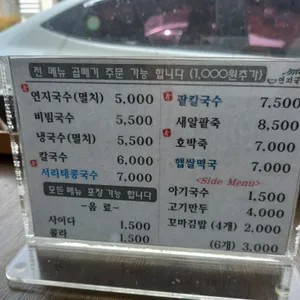 전 메뉴 곱빼기 주문 가능 합니다 (1,000원추가)
연지국수(멸치) 5,000
비빔국수 5,500
냉국수(멸치) 5,500
칼국수 6,000
서리태콩국수 7,000
모든 메뉴 포장 가능 합니다
-음 료-
사이다 1,500
콜라 1,500
팥칼국수 7,500
새알팥죽 8,500
호박죽 7,000
햅쌀떡국 7,000
<Side Menu>
아기국수 1,500
고기만두 4,000
꼬마김밥 (4개) 2,000
(6개) 3,000